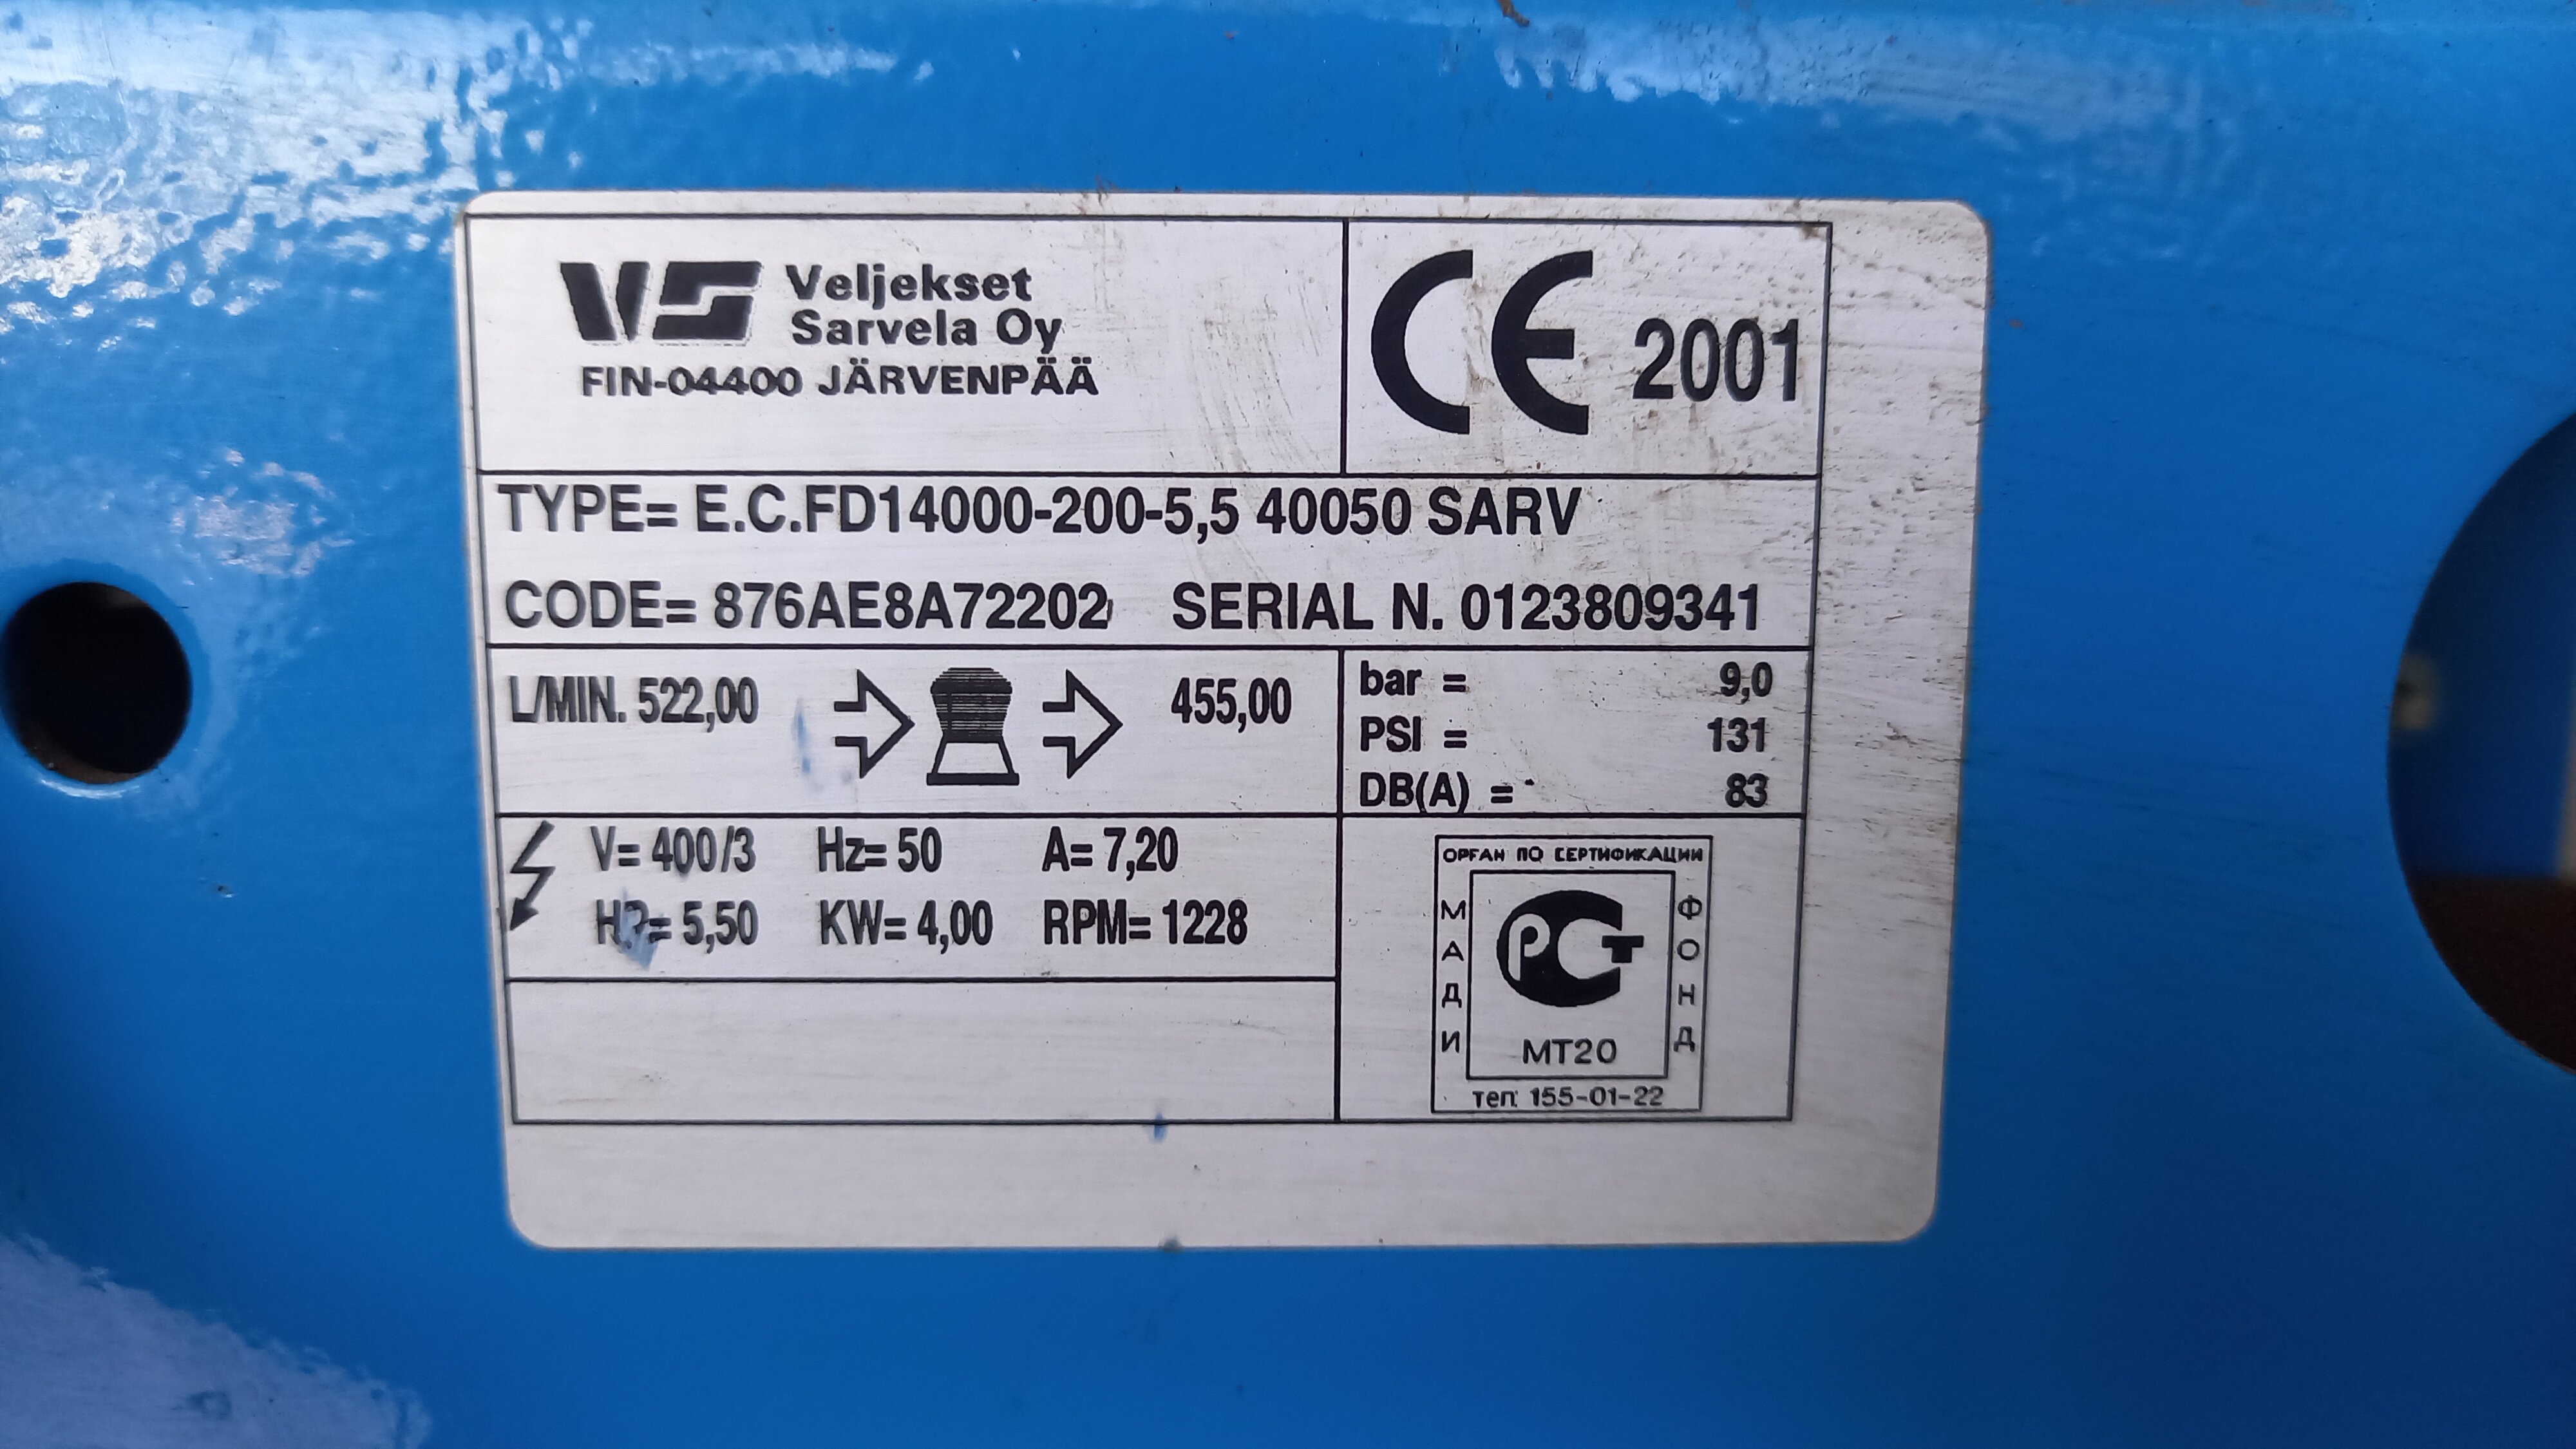 VS Veljekset
Sarvela Oy
FIN-04400 JÄRVENPÄÄ
CE 2001
TYPE= E.C.FD14000-200-5,5 40050 SARV
CODE= 876AE8A72202 SERIAL N. 0123809341
L/MIN. 522,00 455,00
bar = 9,0
PSI = 131
DB(A) = 83
V= 400/3 Hz= 50 A= 7,20
HP= 5,50 KW= 4,00 RPM= 1228
ОРГАН ПО СЕРТИФИКАЦИИ
МАДИ
РСТ
ФОНД
МТ20
тел: 155-01-22